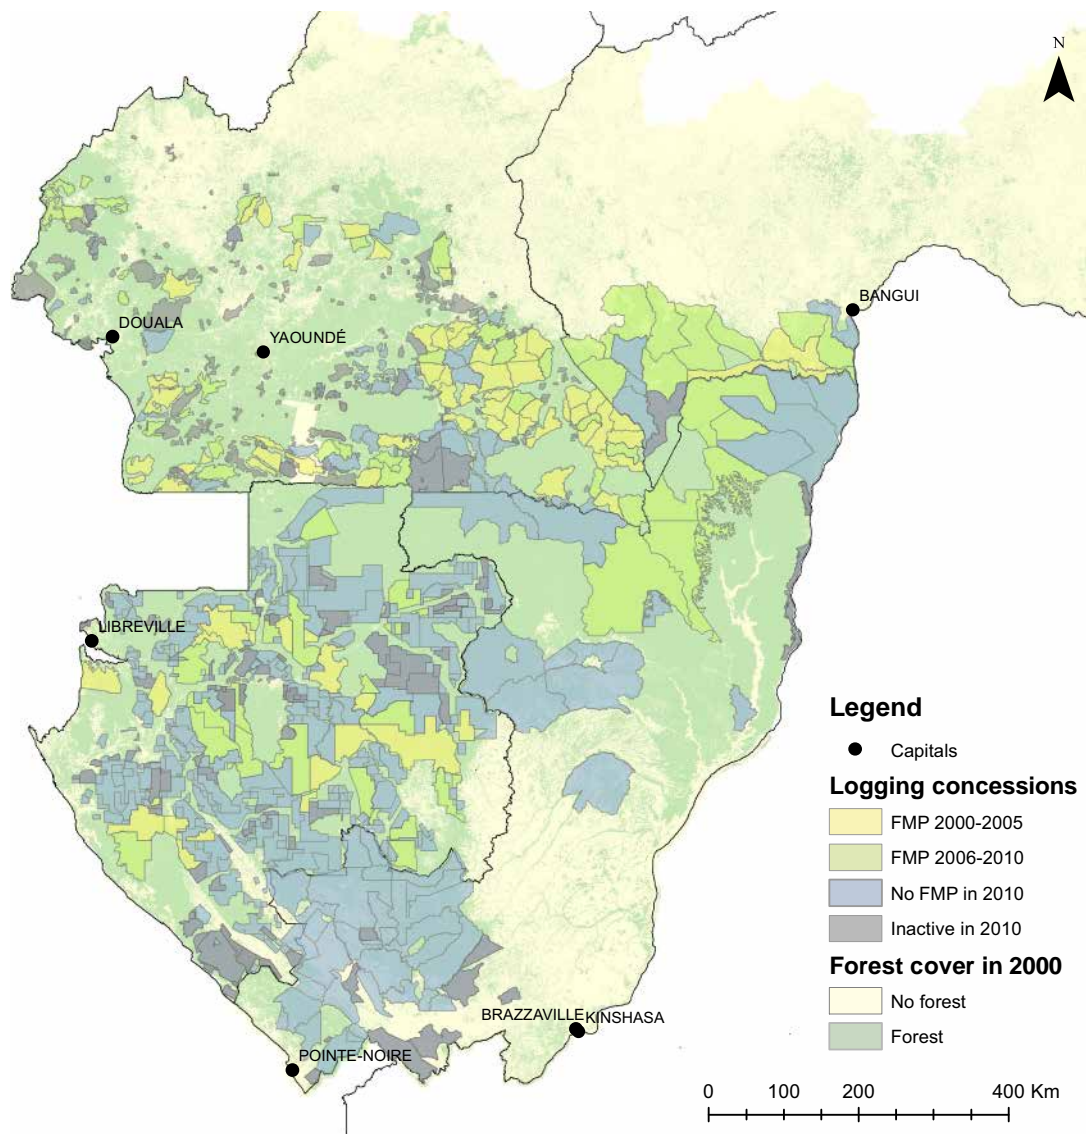 N
BANGUI
DOUALA
YAOUNDÉ
LIBREVILLE
Legend
Capitals
Logging concessions
FMP 2000-2005
FMP 2006-2010
No FMP in 2010
Inactive in 2010
Forest cover in 2000
No forest
Forest
BRAZZAVILLE KINSHASA
POINTE-NOIRE
0 100 200 400 Km